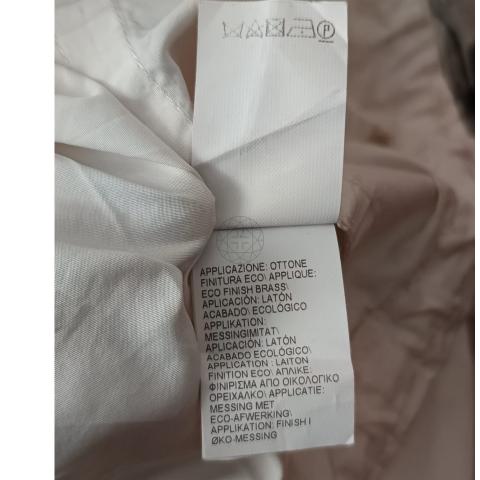 P
APPLICAZIONE: OTTONE
FINITURA ECO\ APPLIQUE:
ECO FINISH BRASS\
APLICACIÓN: LATÓN
ACABADO\ ECOLÓGICO
APPLIKATION:
MESSINGIMITAT\
APLICACIÓN: LATÓN
ACABADO ECOLÓGICO\
APPLICATION : LAITON
FINITION ECO\ ΑΠΛΙΚΕ:
ΦΙΝΙΡΙΣΜΑ ΑΠΟ ΟΙΚΟΛΟΓΙΚΟ
ΟΡΕΙΧΑΛΚΟ\ APPLICATIE:
MESSING MET
ECO-AFWERKING\
APPLIKATION: FINISH I
ØKO-MESSING